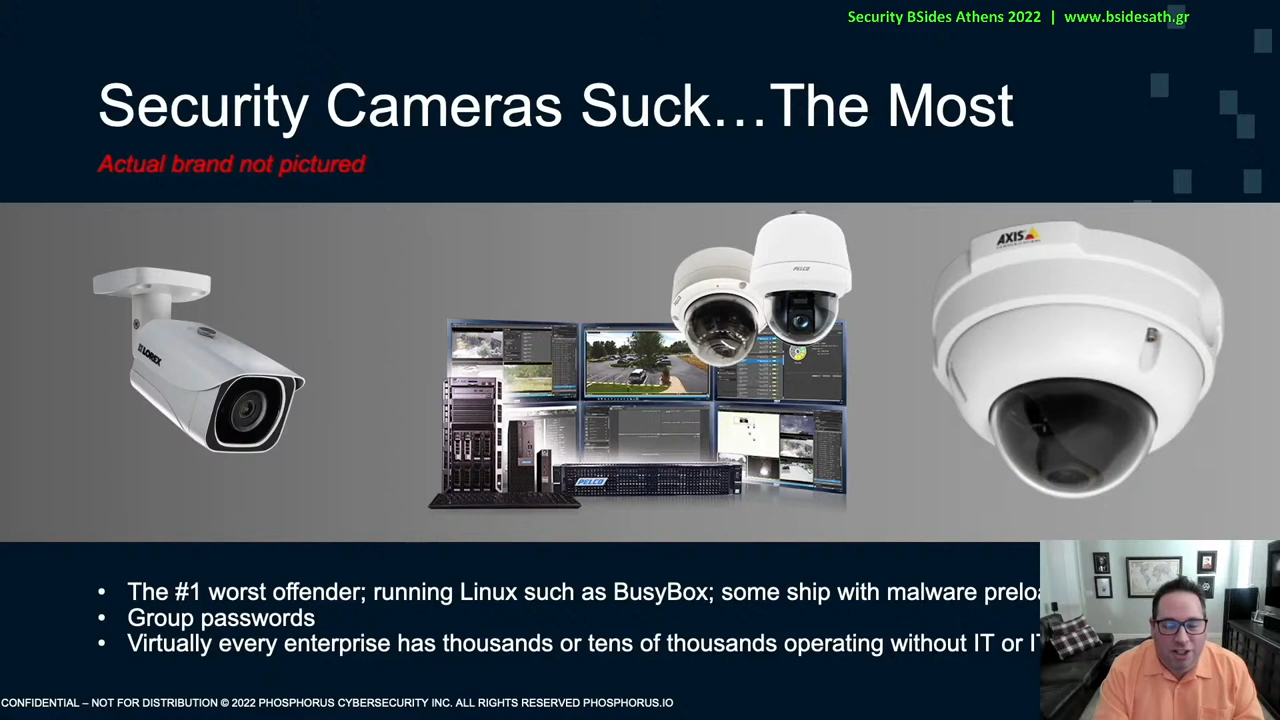 Security BSides Athens 2022 | www.bsidesath.gr
Security Cameras Suck…The Most
Actual brand not pictured
AXIS
COMMUNICATIONS
PELCO
LOREX
PELCO
• The #1 worst offender; running Linux such as BusyBox; some ship with malware
• Group passwords
• Virtually every enterprise has thousands or tens of thousands operating without IT or
CONFIDENTIAL – NOT FOR DISTRIBUTION © 2022 PHOSPHORUS CYBERSECURITY INC. ALL RIGHTS RESERVED PHOSPHORUS.IO